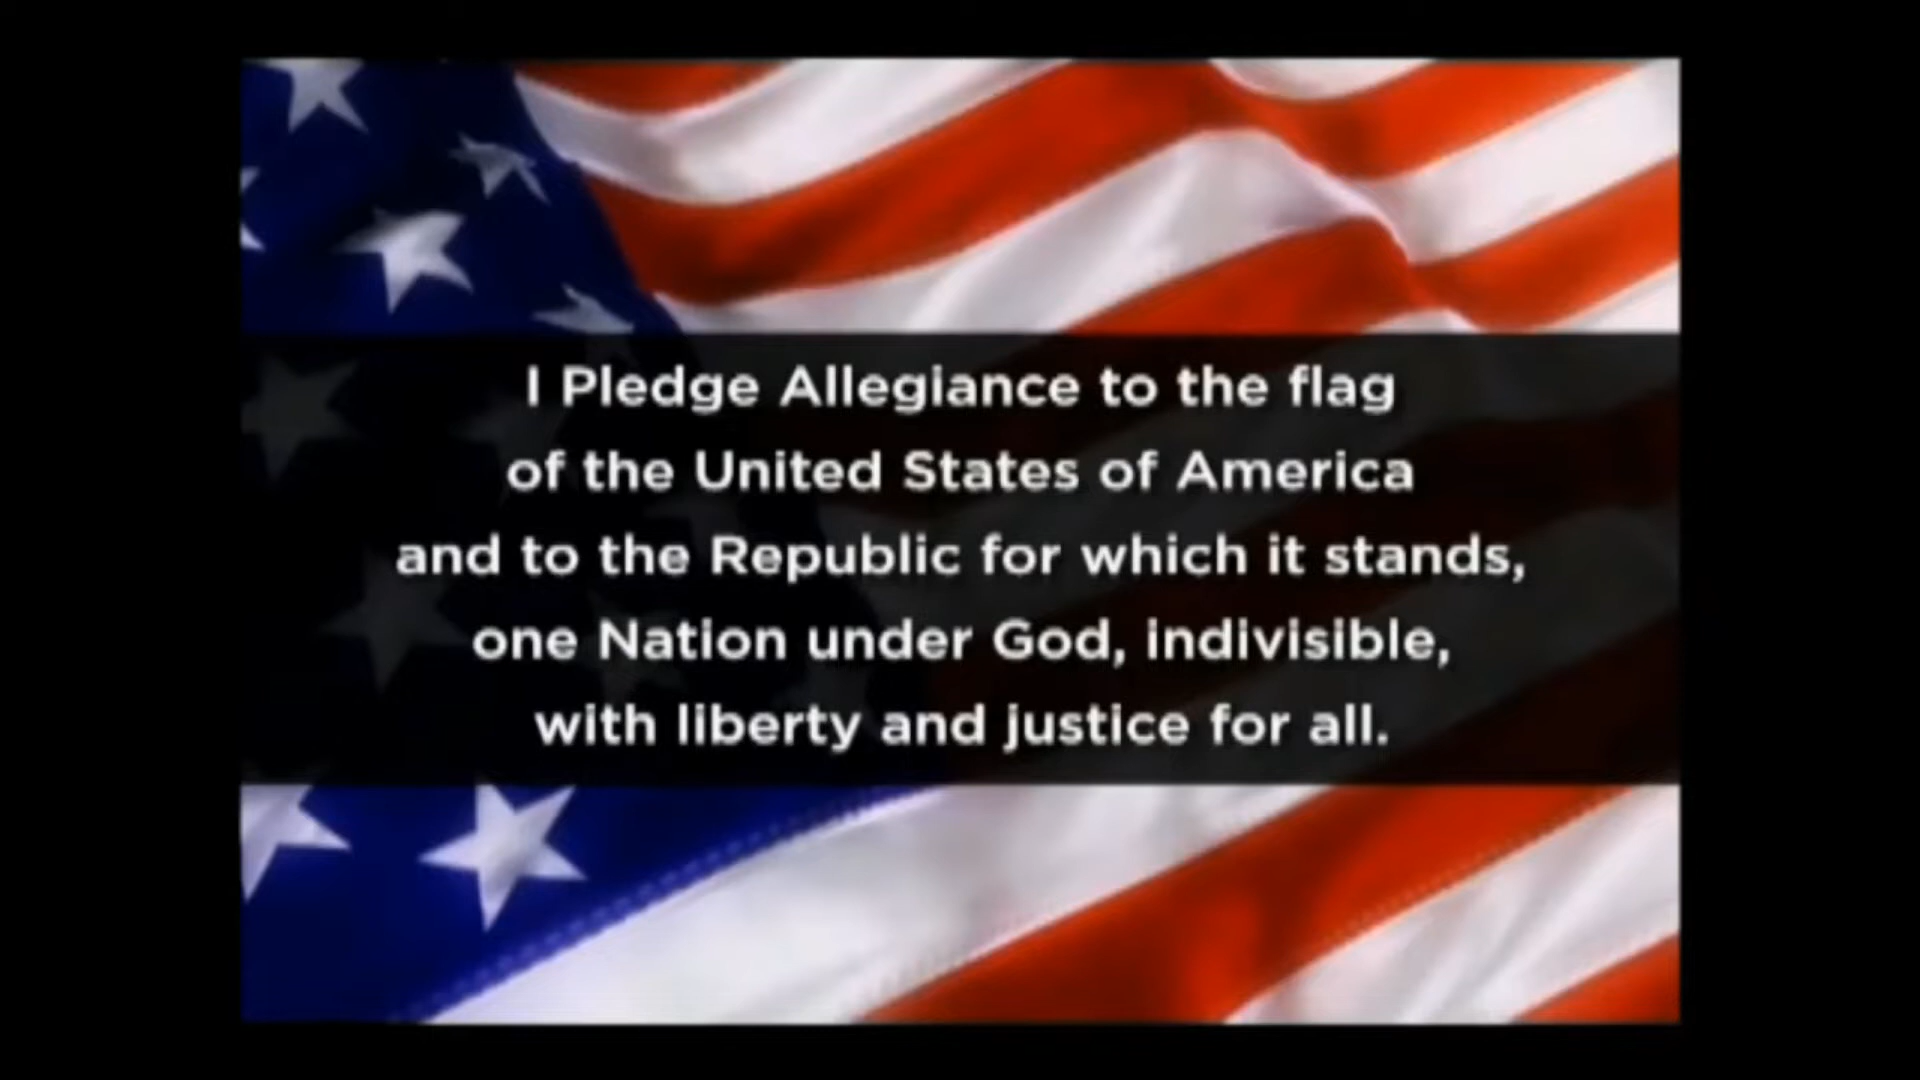 I Pledge Allegiance to the flag
of the United States of America
and to the Republic for which it stands,
one Nation under God, indivisible,
with liberty and justice for all.